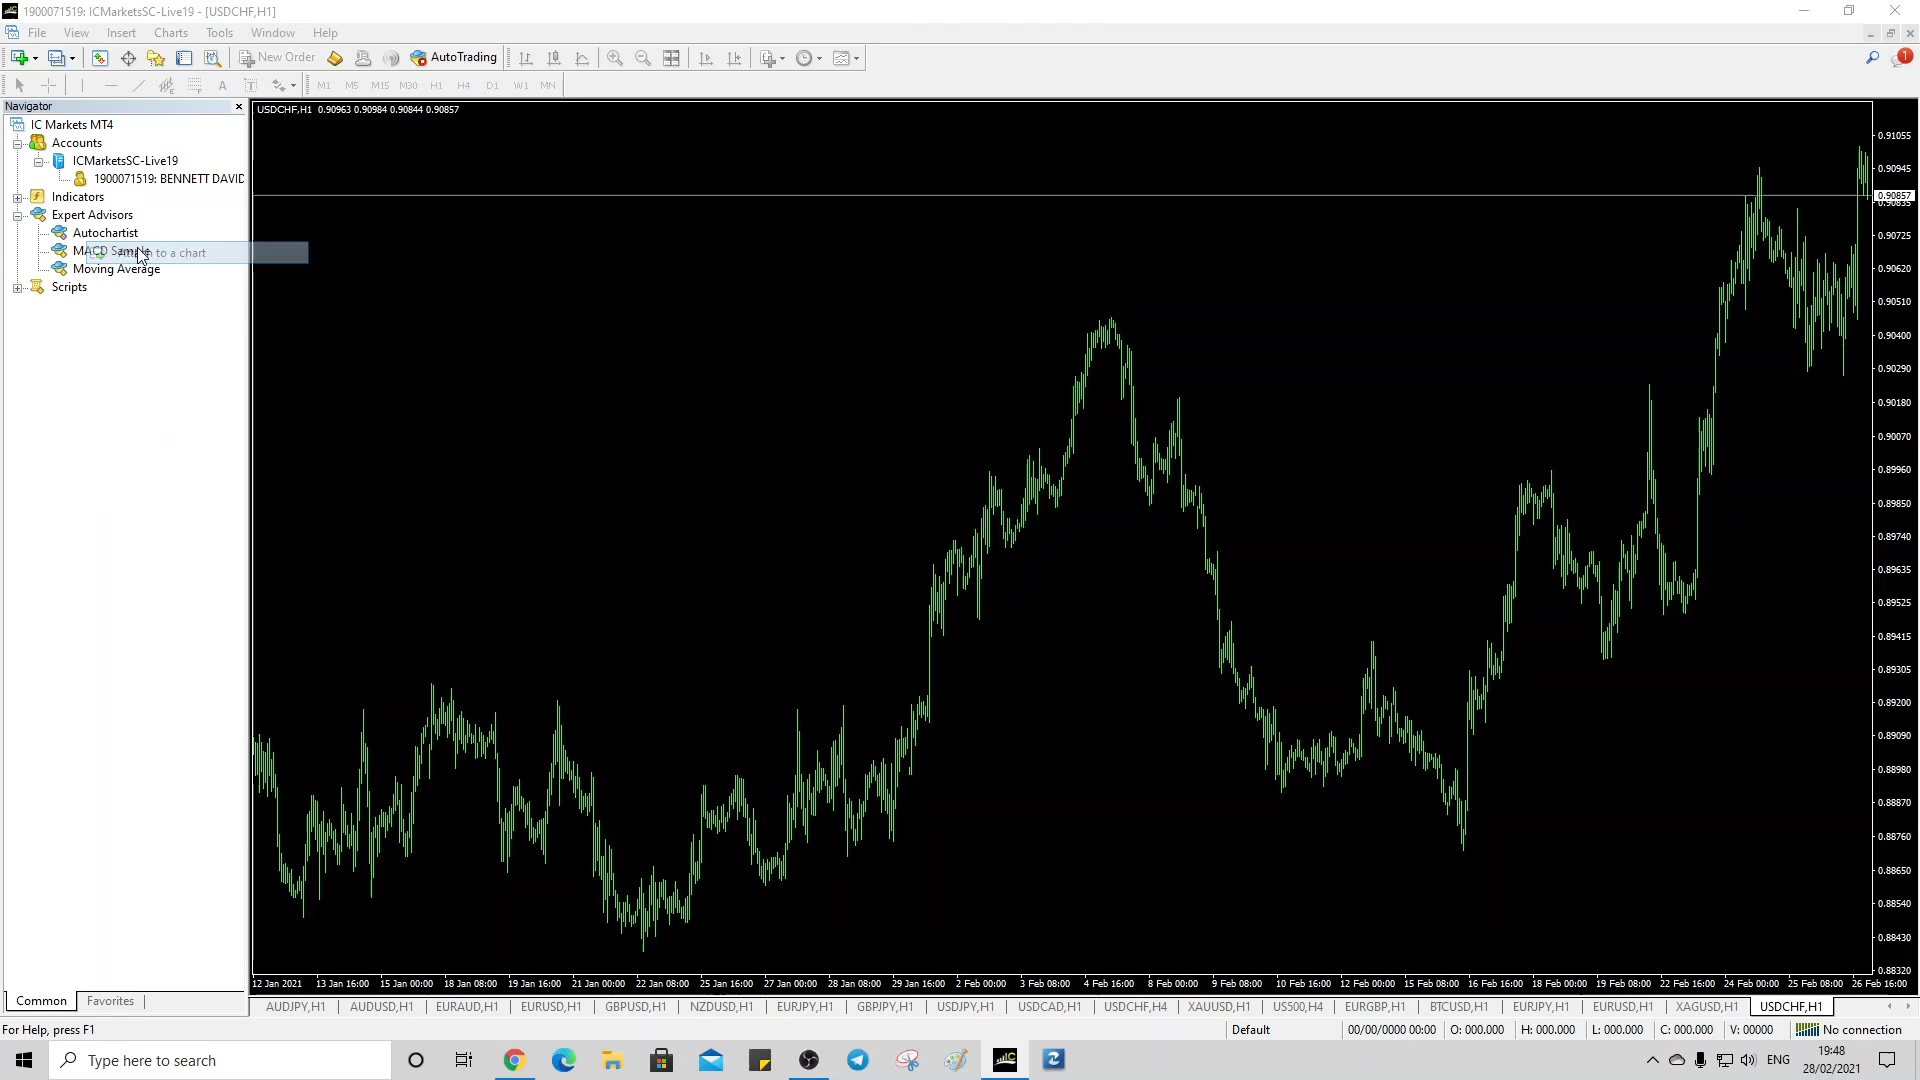 1900071519: ICMarketsSC-Live19 - [USDCHF,H1]
File View Insert Charts Tools Window Help
New Order AutoTrading
A T M1 M5 M15 M30 H1 H4 D1 W1 MN
1
Navigator
IC Markets MT4
Accounts
ICMarketsSC-Live19
1900071519: BENNETT DAVID
Indicators
Expert Advisors
Autochartist
MACD Sample
to a chart
Moving Average
Scripts
Common Favorites
USDCHF,H1 0.90963 0.90984 0.90844 0.90857
0.91055
0.90945
0.90857
0.90835
0.90725
0.90620
0.90510
0.90400
0.90290
0.90180
0.90070
0.89960
0.89850
0.89740
0.89635
0.89525
0.89415
0.89305
0.89200
0.89090
0.88980
0.88870
0.88760
0.88650
0.88540
0.88430
0.88320
12 Jan 2021 13 Jan 16:00 15 Jan 00:00 18 Jan 08:00 19 Jan 16:00 21 Jan 00:00 22 Jan 08:00 25 Jan 16:00 27 Jan 00:00 28 Jan 08:00 29 Jan 16:00 2 Feb 00:00 3 Feb 08:00 4 Feb 16:00 8 Feb 00:00 9 Feb 08:00 10 Feb 16:00 12 Feb 00:00 15 Feb 08:00 16 Feb 16:00 18 Feb 00:00 19 Feb 08:00 22 Feb 16:00 24 Feb 00:00 25 Feb 08:00 26 Feb 16:00
AUDJPY,H1 AUDUSD,H1 EURAUD,H1 EURUSD,H1 GBPUSD,H1 NZDUSD,H1 EURJPY,H1 GBPJPY,H1 USDJPY,H1 USDCAD,H1 USDCHF,H4 XAUUSD,H1 US500,H4 EURGBP,H1 BTCUSD,H1 EURJPY,H1 EURUSD,H1 XAGUSD,H1 USDCHF,H1
For Help, press F1 Default 00/00/0000 00:00 O: 000.000 H: 000.000 L: 000.000 C: 000.000 V: 00000 No connection
Type here to search ENG 19:48
28/02/2021